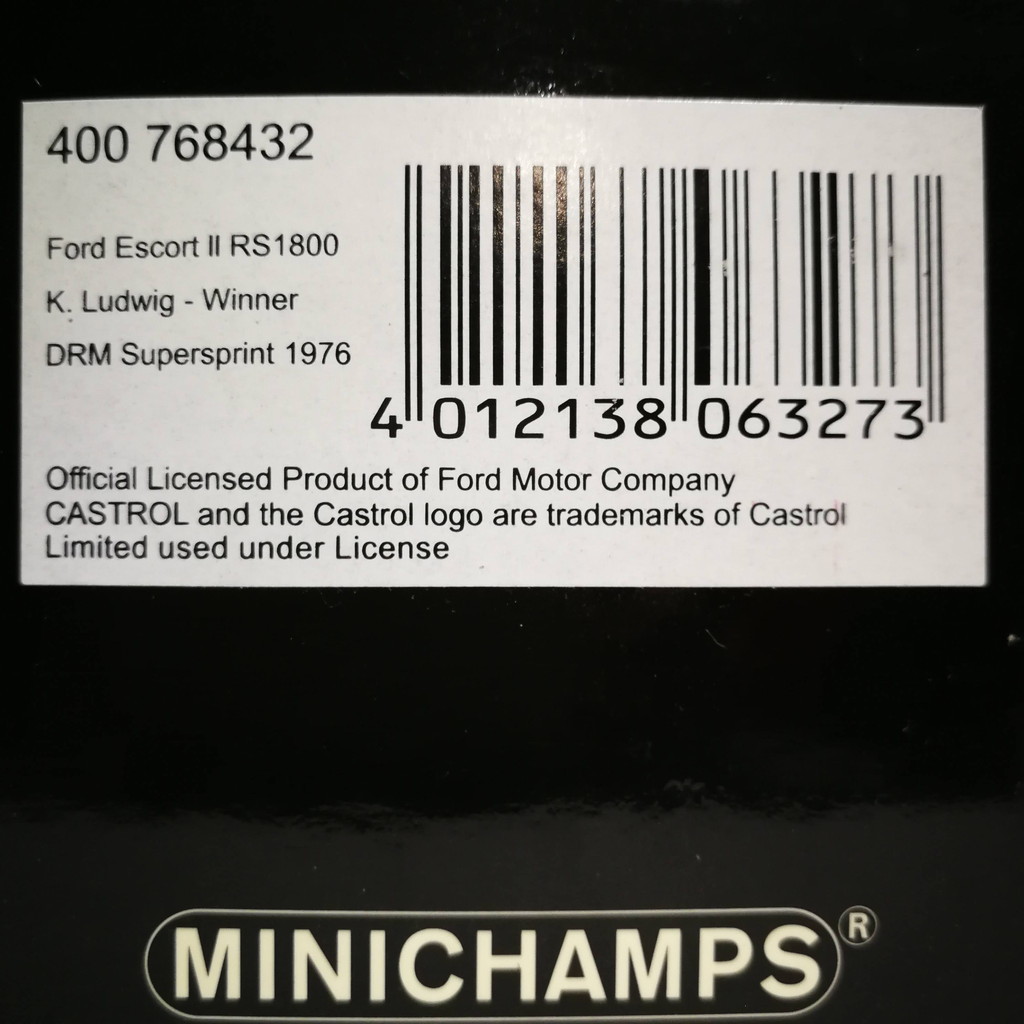 400 768432
Ford Escort II RS1800
K. Ludwig - Winner
DRM Supersprint 1976
4 012138 063273
Official Licensed Product of Ford Motor Company
CASTROL and the Castrol logo are trademarks of Castrol
Limited used under License
MINICHAMPS®